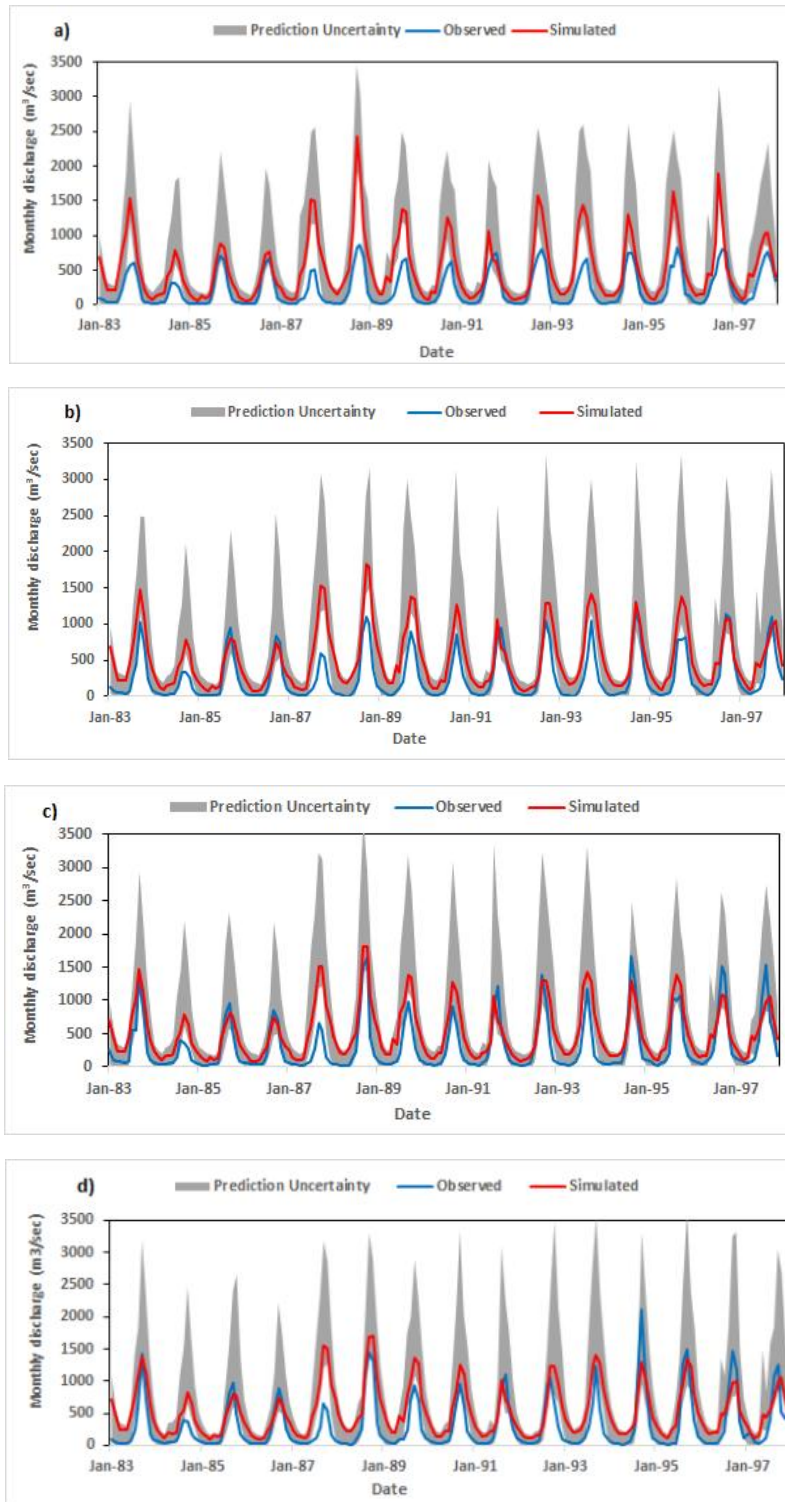 a) Prediction Uncertainty Observed Simulated
Monthly discharge (m³/sec)
3500
3000
2500
2000
1500
1000
500
0
Jan-83 Jan-85 Jan-87 Jan-89 Jan-91 Jan-93 Jan-95 Jan-97
Date
b) Prediction Uncertainty Observed Simulated
Monthly discharge (m³/sec)
3500
3000
2500
2000
1500
1000
500
0
Jan-83 Jan-85 Jan-87 Jan-89 Jan-91 Jan-93 Jan-95 Jan-97
Date
c) Prediction Uncertainty Observed Simulated
Monthly discharge (m³/sec)
3500
3000
2500
2000
1500
1000
500
0
Jan-83 Jan-85 Jan-87 Jan-89 Jan-91 Jan-93 Jan-95 Jan-97
Date
d) Prediction Uncertainty Observed Simulated
Monthly discharge (m3/sec)
3500
3000
2500
2000
1500
1000
500
0
Jan-83 Jan-85 Jan-87 Jan-89 Jan-91 Jan-93 Jan-95 Jan-97
Date